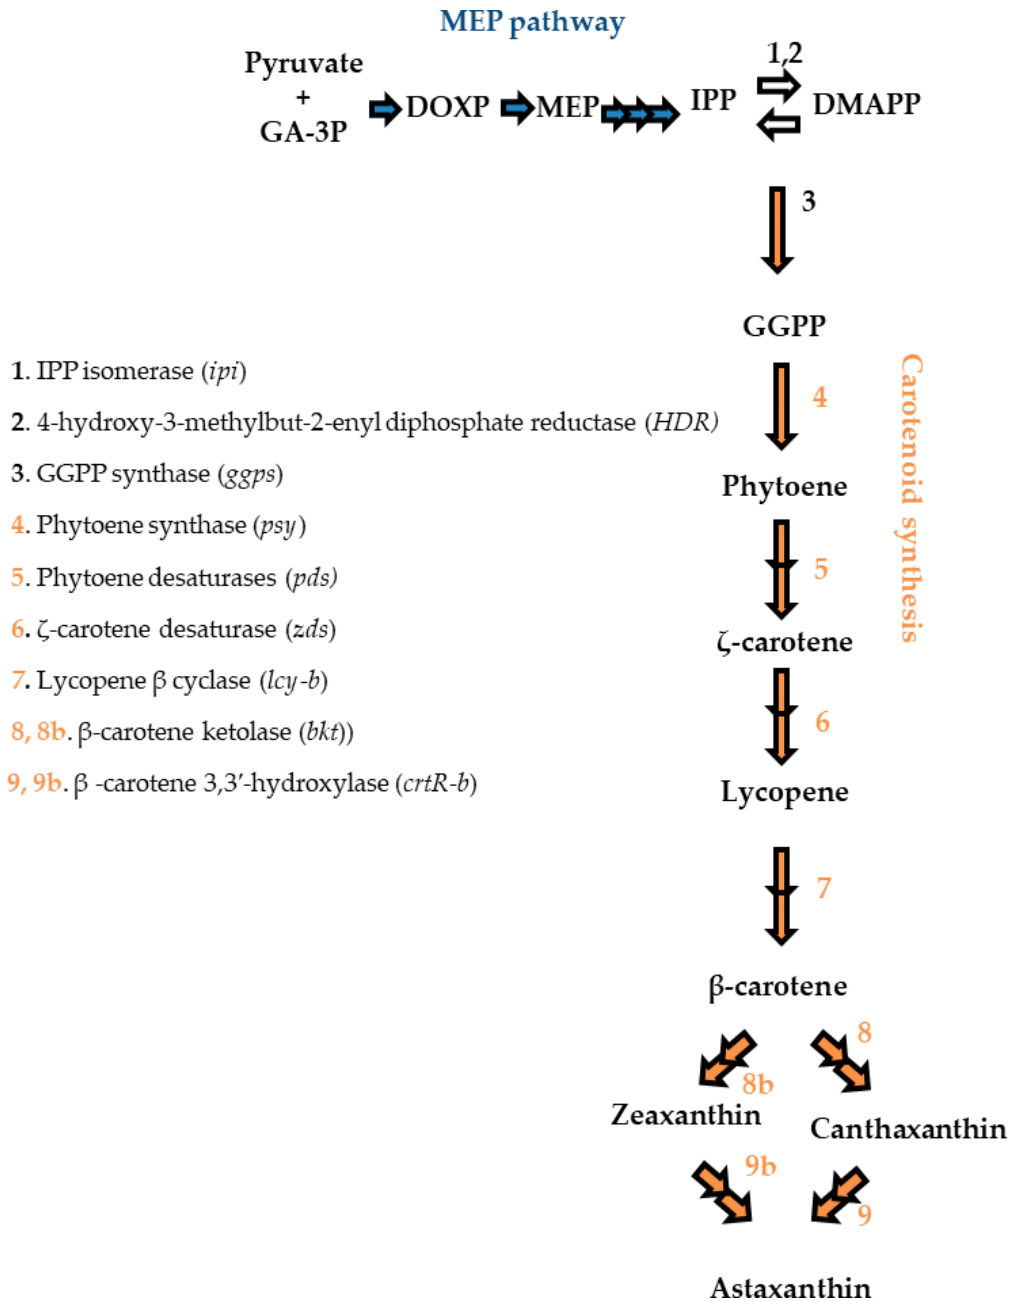 MEP pathway
Pyruvate
+
GA-3P
DOXP
MEP
IPP
1,2
DMAPP
3
GGPP
4
Phytoene
5
ζ-carotene
6
Lycopene
7
β-carotene
8
8b
Zeaxanthin
Canthaxanthin
9b
9
Astaxanthin
Carotenoid synthesis
1. IPP isomerase (ipi)
2. 4-hydroxy-3-methylbut-2-enyl diphosphate reductase (HDR)
3. GGPP synthase (ggps)
4. Phytoene synthase (psy)
5. Phytoene desaturases (pds)
6. ζ-carotene desaturase (zds)
7. Lycopene β cyclase (lcy-b)
8, 8b. β-carotene ketolase (bkt))
9, 9b. β -carotene 3,3′-hydroxylase (crtR-b)